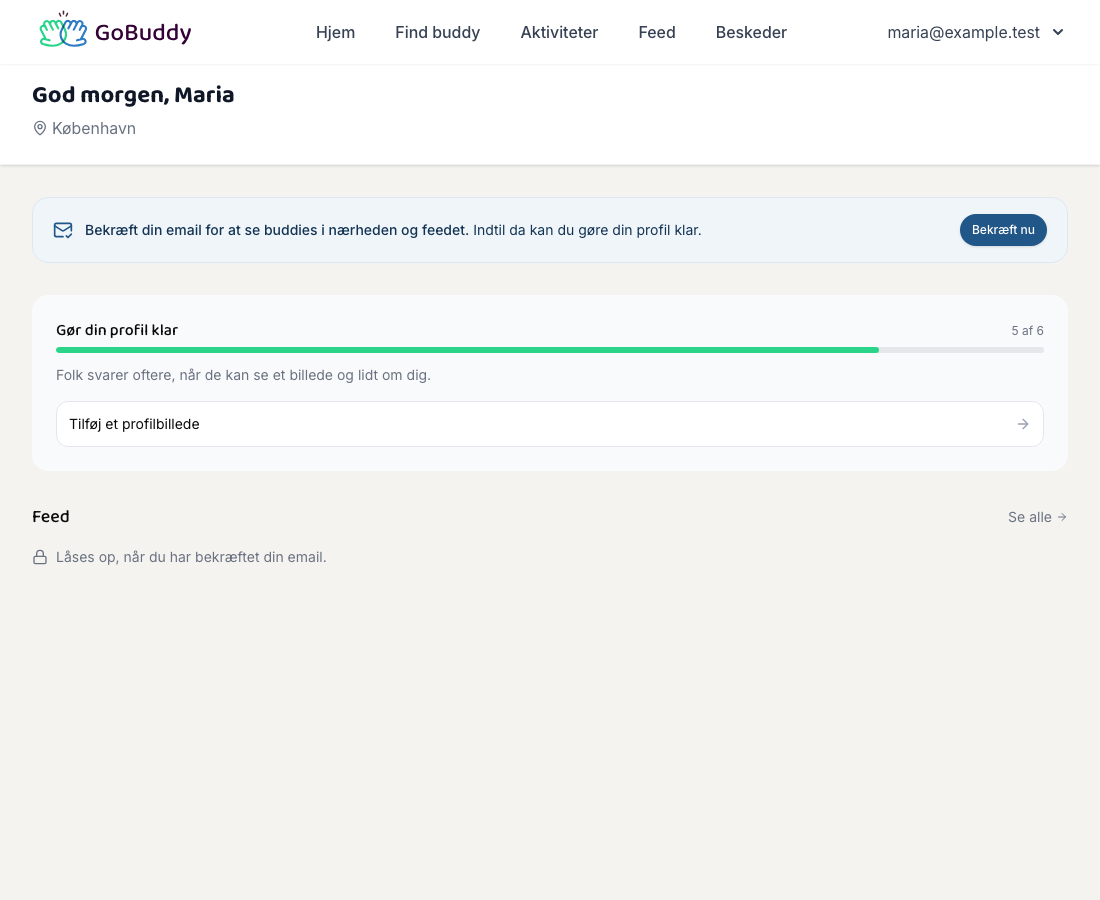 GoBuddy
Hjem
Find buddy
Aktiviteter
Feed
Beskeder
maria@example.test
God morgen, Maria
København
Bekræft din email for at se buddies i nærheden og feedet. Indtil da kan du gøre din profil klar.
Bekræft nu
Gør din profil klar
5 af 6
Folk svarer oftere, når de kan se et billede og lidt om dig.
Tilføj et profilbillede
Feed
Se alle
Låses op, når du har bekræftet din email.